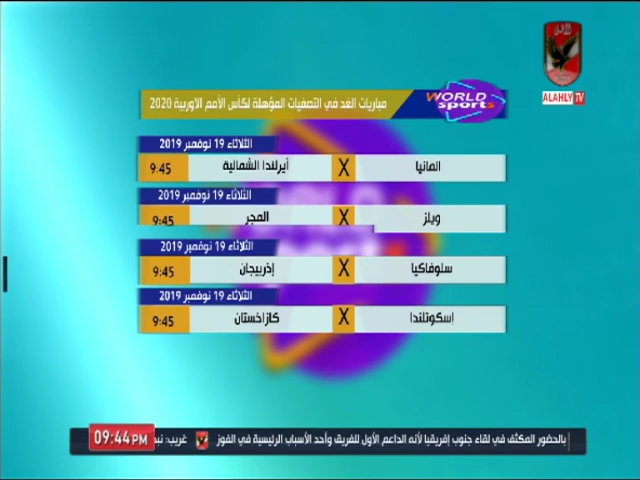 ALAHLY TV
WORLD sports
مباريات الغد في التصفيات المؤهلة لكأس الأمم الاوربية 2020
الثلاثاء 19 نوفمبر 2019
المانيا X أيرلندا الشمالية 9:45
الثلاثاء 19 نوفمبر 2019
ويلز X المجر 9:45
الثلاثاء 19 نوفمبر 2019
سلوفاكيا X إذربيجان 9:45
الثلاثاء 19 نوفمبر 2019
إسكوتلندا X كازاخستان 9:45
بالحضور المكثف في لقاء جنوب إفريقيا لأنه الداعم الأول للفريق وأحد الأسباب الرئيسية في الفوز غريب: 09:44 PM